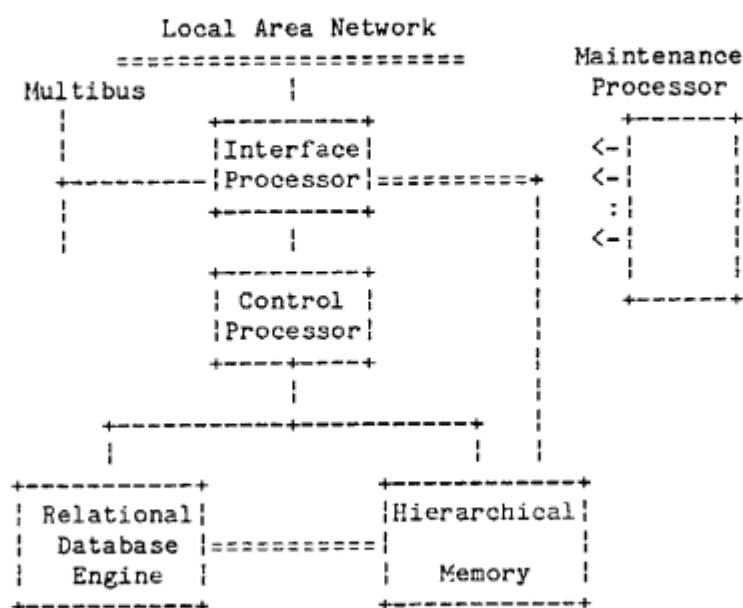 Local Area Network
Maintenance
Processor
Multibus
Interface
Processor
Control
Processor
Relational
Database
Engine
Hierarchical
Memory